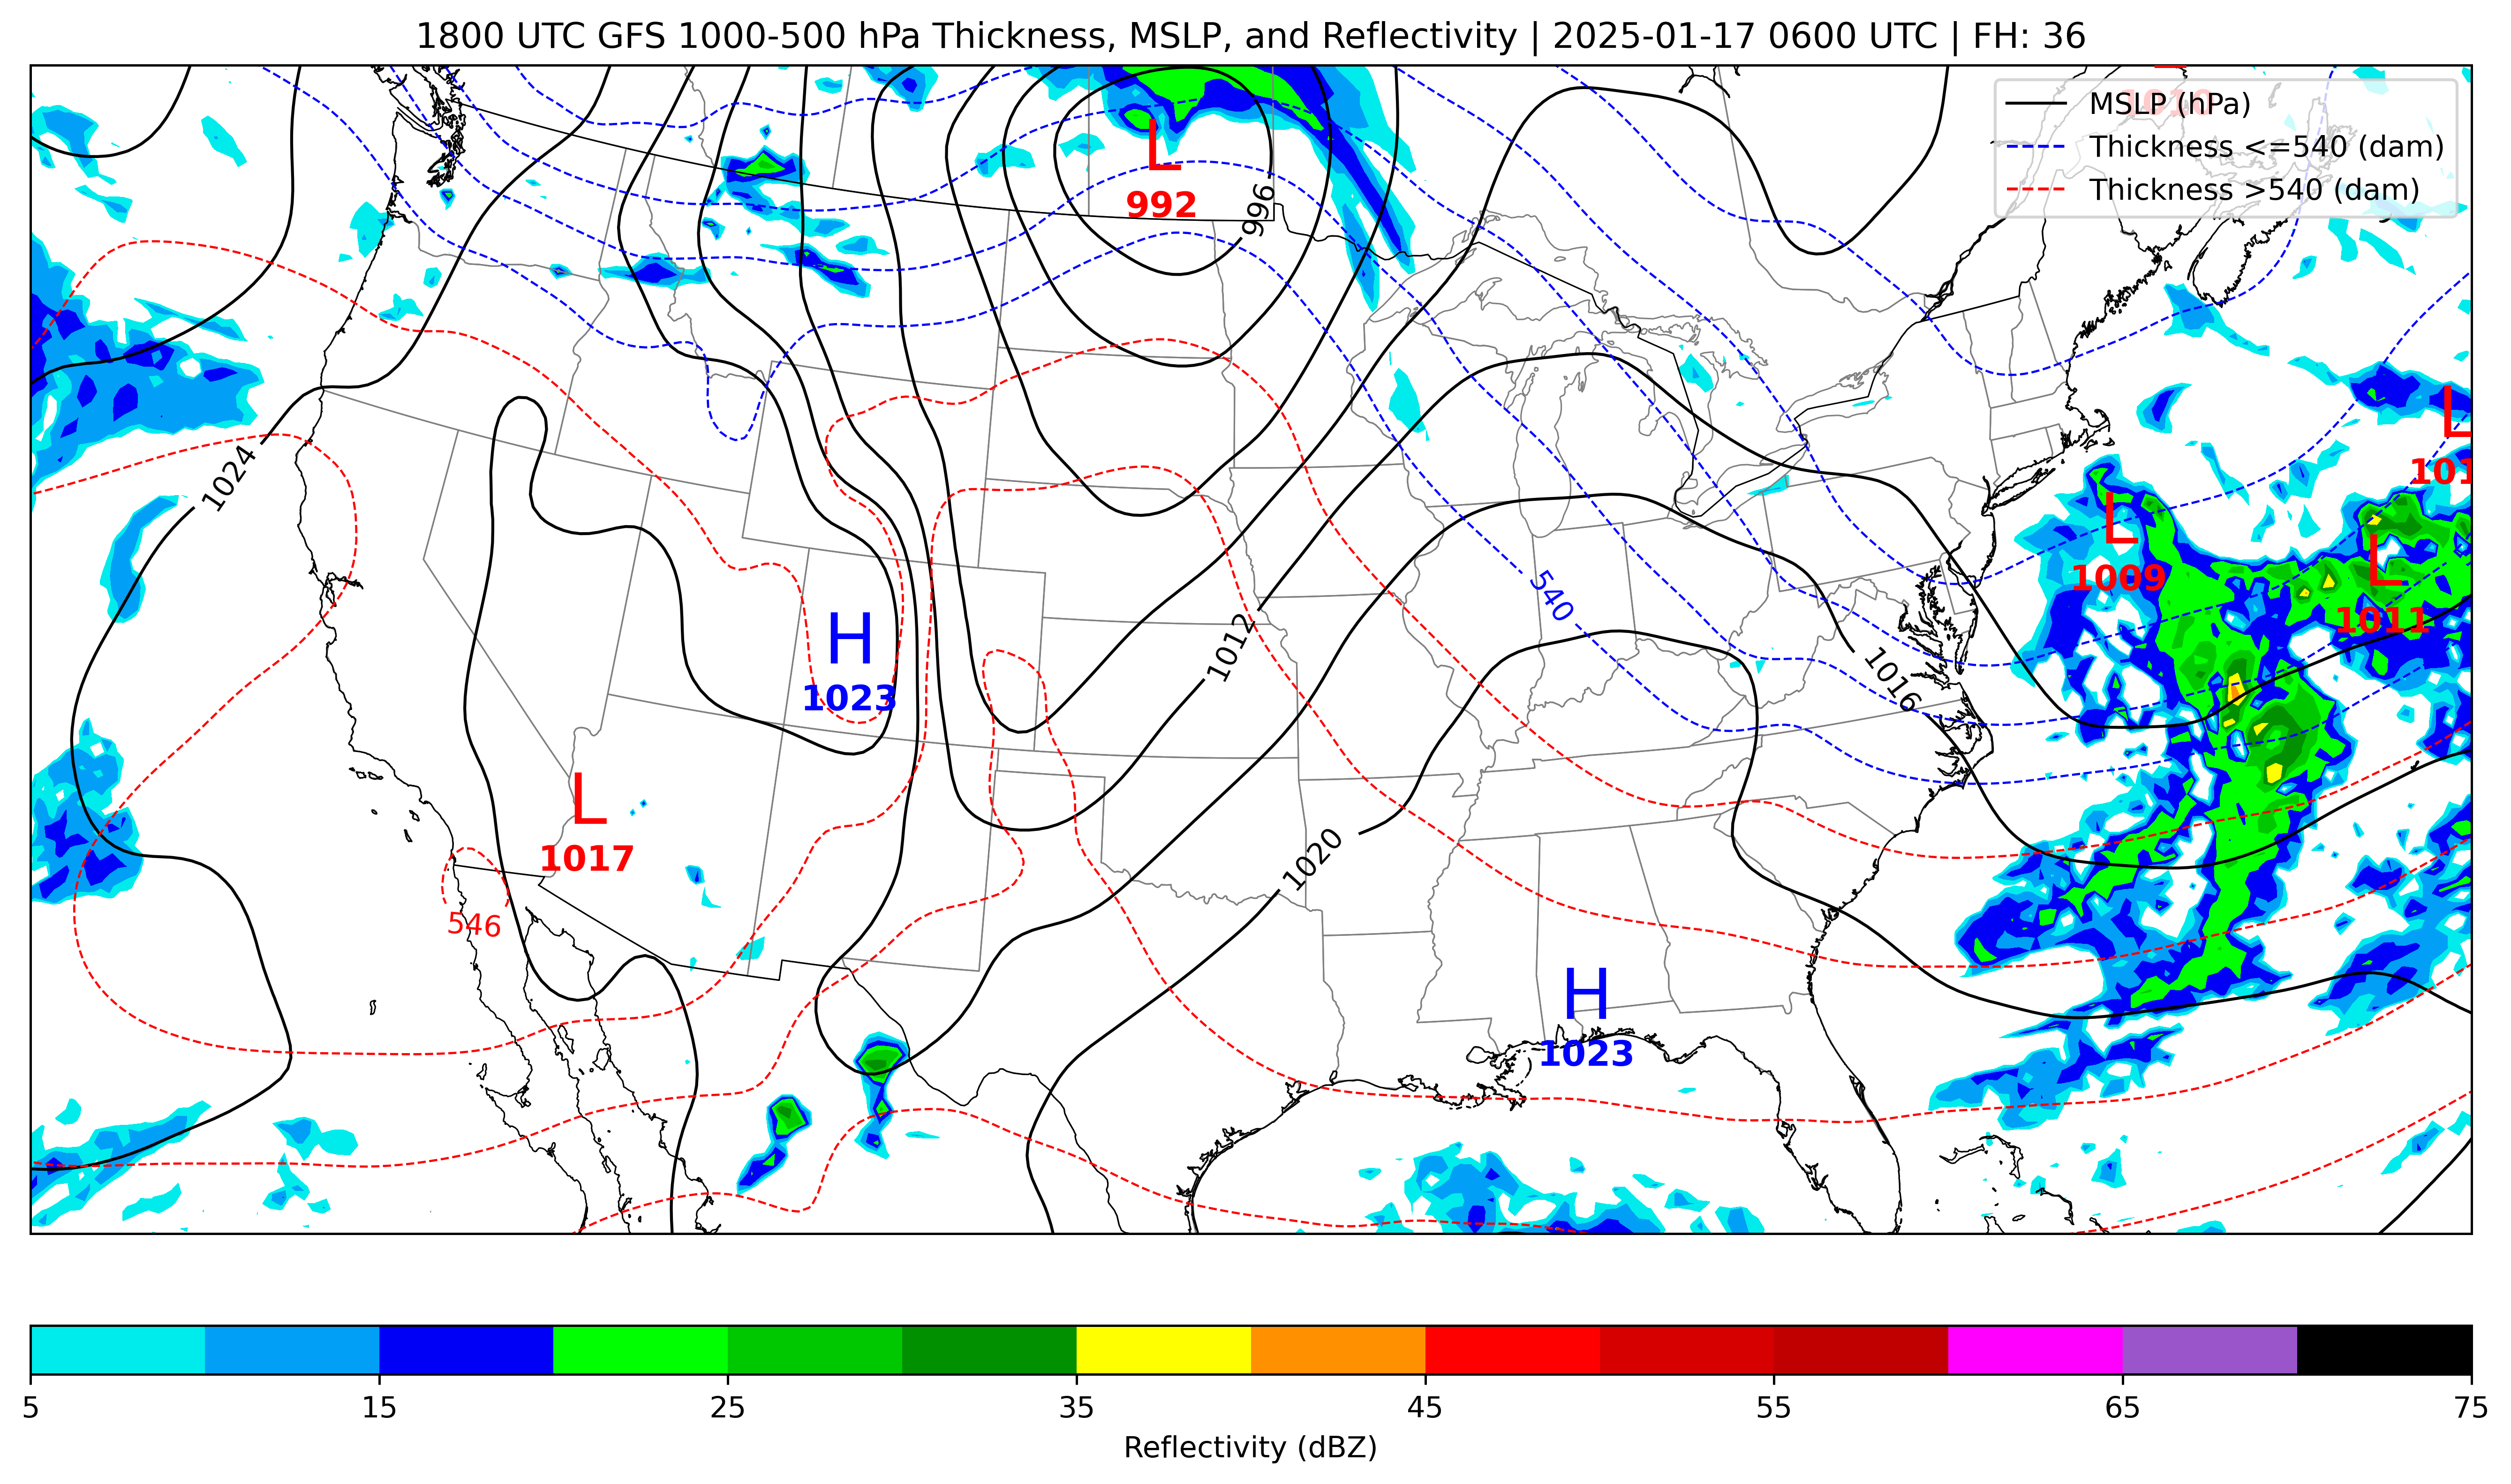 1800 UTC GFS 1000-500 hPa Thickness, MSLP, and Reflectivity | 2025-01-17 0600 UTC | FH: 36
MSLP (hPa)
Thickness <=540 (dam)
Thickness >540 (dam)
L
992
996
L
101
1024
L
1009
L
1011
540
H
1023
1012
1016
L
1017
1020
546
H
1023
5
15
25
35
45
55
65
75
Reflectivity (dBZ)